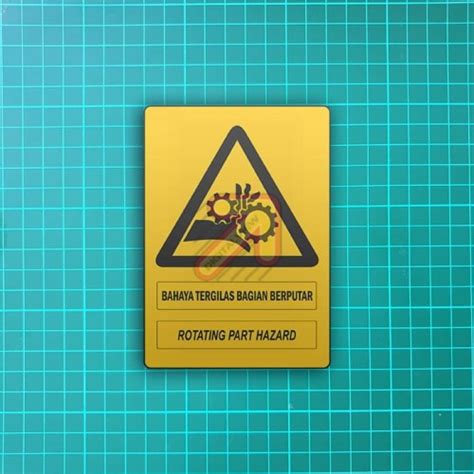 BAHAYA TERGILAS BAGIAN BERPUTAR
ROTATING PART HAZARD